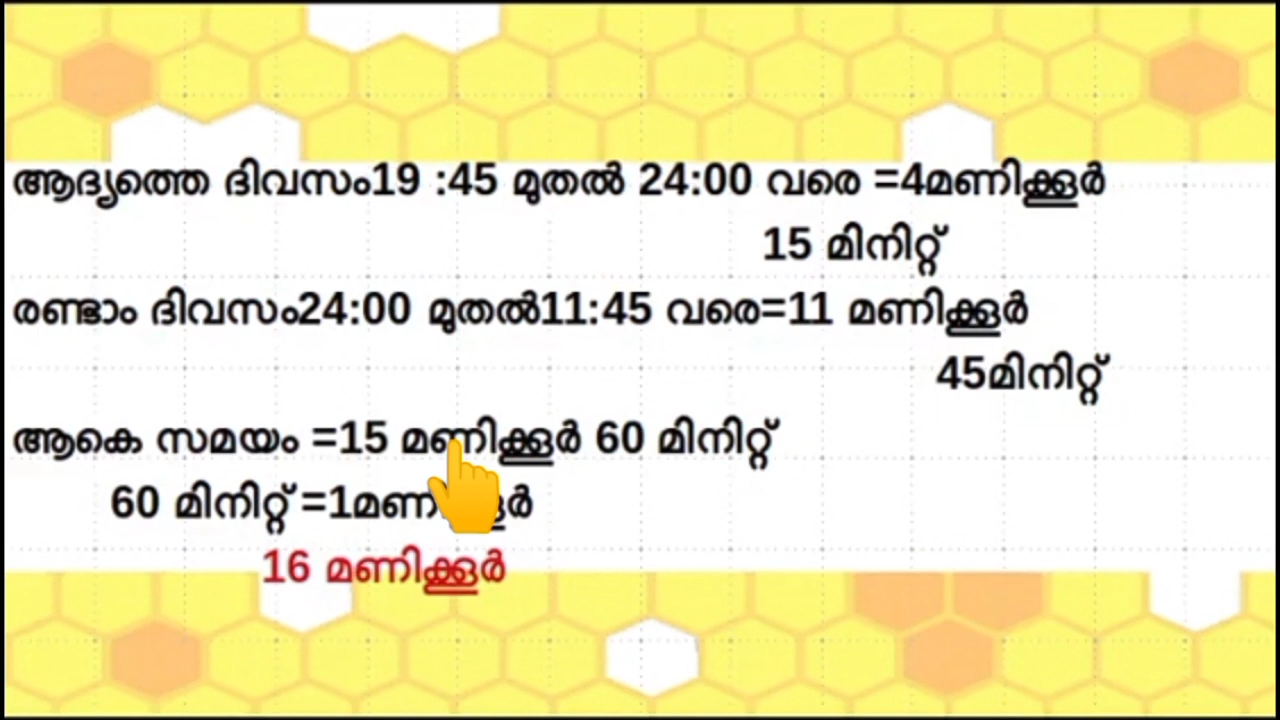 ആദ്യത്തെ ദിവസം19 :45 മുതൽ 24:00 വരെ =4മണിക്കൂർ
15 മിനിറ്റ്
രണ്ടാം ദിവസം24:00 മുതൽ11:45 വരെ=11 മണിക്കൂർ
45മിനിറ്റ്
ആകെ സമയം =15 മണിക്കൂർ 60 മിനിറ്റ്
60 മിനിറ്റ് =1മണിക്കൂർ
16 മണിക്കൂർ